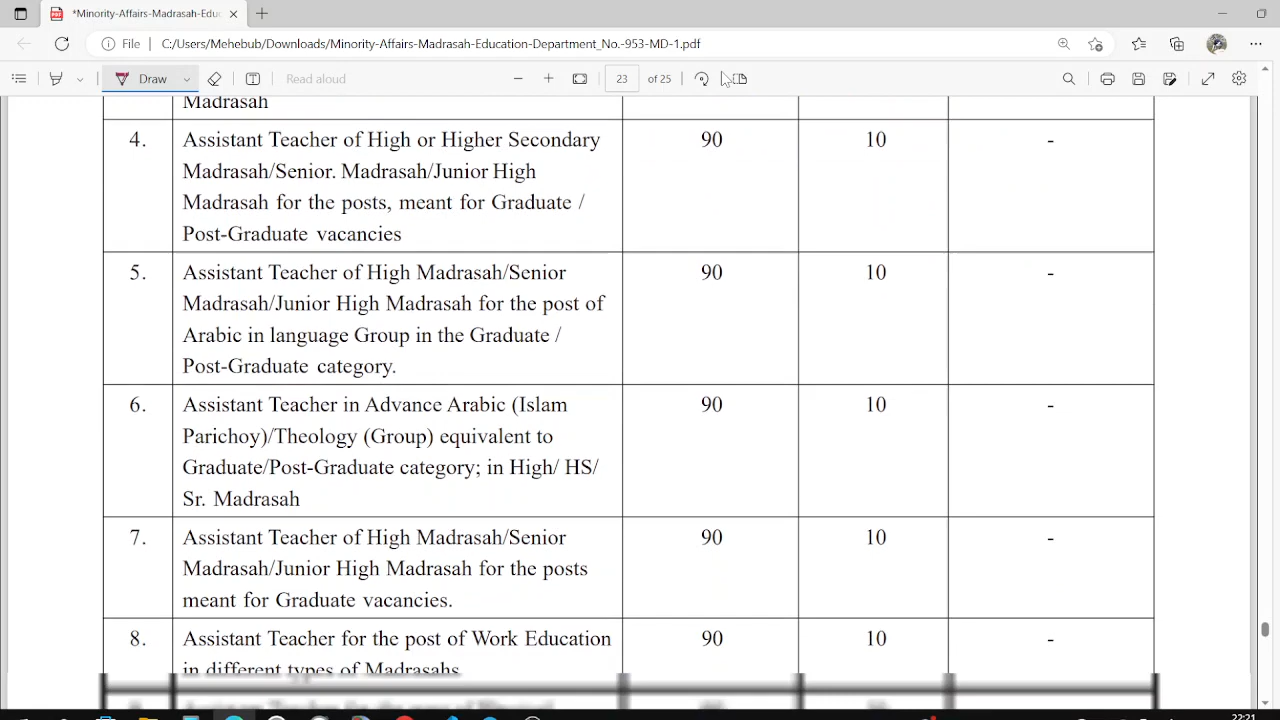 *Minority-Affairs-Madrasah-Edu
File C:/Users/Mehebub/Downloads/Minority-Affairs-Madrasah-Education-Department_No.-953-MD-1.pdf
Draw Read aloud 23 of 25
Madrasah
4. Assistant Teacher of High or Higher Secondary 90 10 -
Madrasah/Senior. Madrasah/Junior High
Madrasah for the posts, meant for Graduate /
Post-Graduate vacancies
5. Assistant Teacher of High Madrasah/Senior 90 10 -
Madrasah/Junior High Madrasah for the post of
Arabic in language Group in the Graduate /
Post-Graduate category.
6. Assistant Teacher in Advance Arabic (Islam 90 10 -
Parichoy)/Theology (Group) equivalent to
Graduate/Post-Graduate category; in High/ HS/
Sr. Madrasah
7. Assistant Teacher of High Madrasah/Senior 90 10 -
Madrasah/Junior High Madrasah for the posts
meant for Graduate vacancies.
8. Assistant Teacher for the post of Work Education 90 10 -
in different types of Madrasahs
22:21